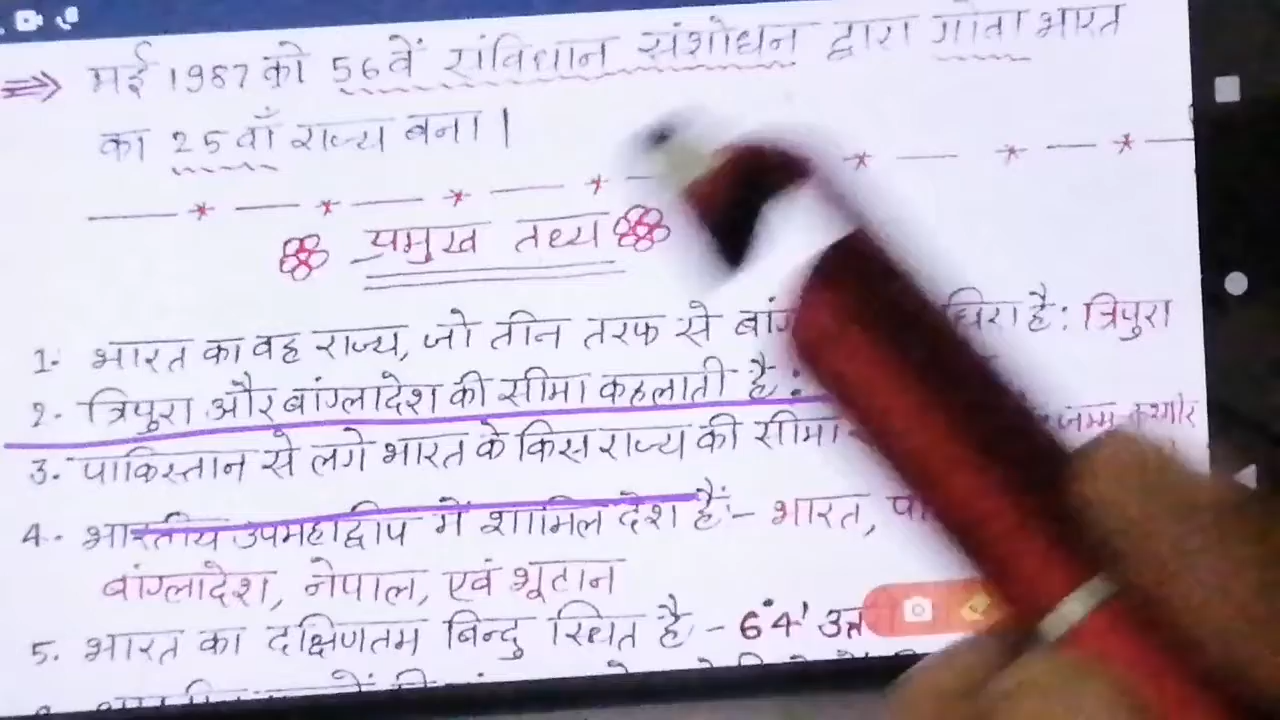 ⇒ मई 1987 को 56वें संविधान संशोधन द्वारा गोवा भारत
का 25वाँ राज्य बना।
प्रमुख तथ्य
1. भारत का वह राज्य, जो तीन तरफ से है: त्रिपुरा
2. त्रिपुरा और बांग्लादेश की सीमा कहलाती है:
3. पाकिस्तान से लगे भारत के किस राज्य की सीमा जम्मू कश्मीर
4. भारतीय उपमहाद्वीप में शामिल देश हैं:- भारत,
बांग्लादेश, नेपाल, एवं भूटान
5. भारत का दक्षिणतम बिन्दु स्थित है - 6°4'